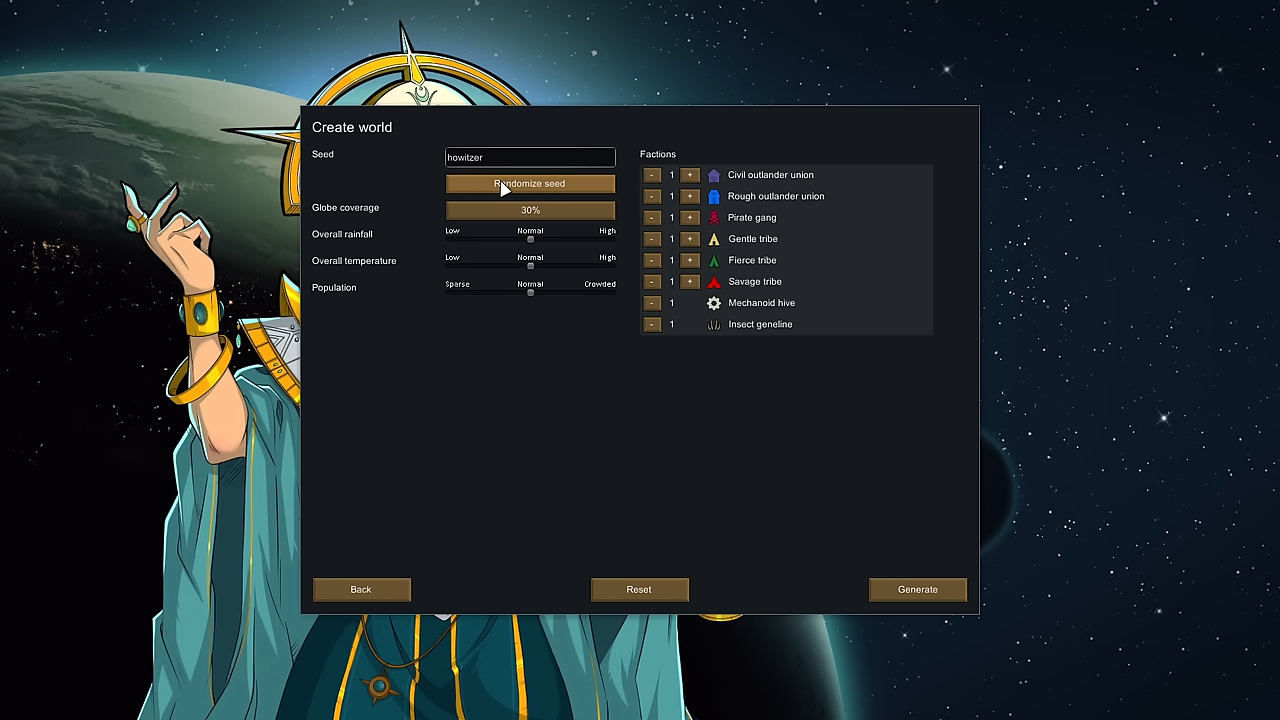 Create world
Seed
howitzer
Randomize seed
Globe coverage
30%
Overall rainfall
Low Normal High
Overall temperature
Low Normal High
Population
Sparse Normal Crowded
Factions
- 1 + Civil outlander union
- 1 + Rough outlander union
- 1 + Pirate gang
- 1 + Gentle tribe
- 1 + Fierce tribe
- 1 + Savage tribe
- 1 Mechanoid hive
- 1 Insect geneline
Back
Reset
Generate